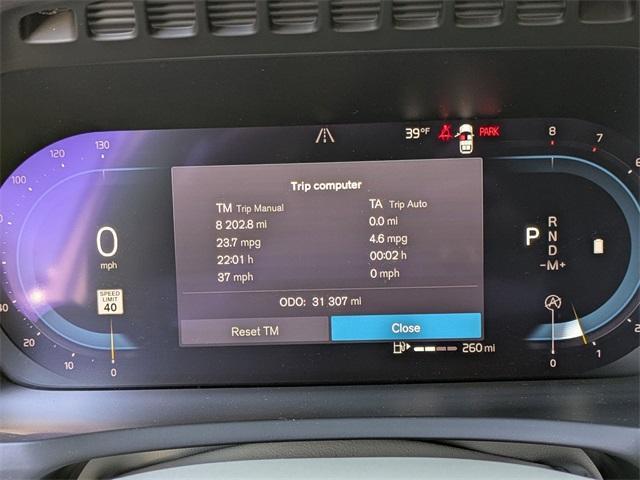 39°F PARK
130
120
100
8
7
6
Trip computer
TM Trip Manual
8 202.8 mi
23.7 mpg
22:01 h
37 mph
TA Trip Auto
0.0 mi
4.6 mpg
00:02 h
0 mph
ODO: 31 307 mi
Reset TM
Close
0
mph
SPEED
LIMIT
40
20
10
0
P
R
N
D
-M+
A
260 mi
1
0